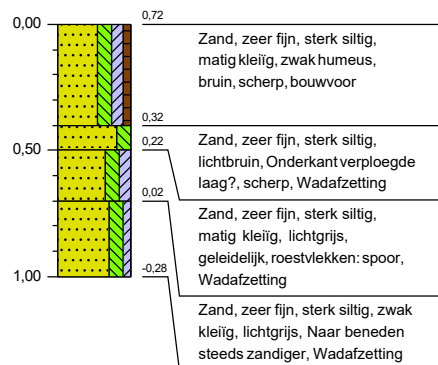 0,00
0,72
Zand, zeer fijn, sterk siltig,
matig kleiïg, zwak humeus,
bruin, scherp, bouwvoor
0,32
0,50
0,22
Zand, zeer fijn, sterk siltig,
lichtbruin, Onderkant verploegde
laag?, scherp, Wadafzetting
0,02
Zand, zeer fijn, sterk siltig,
matig kleiïg, lichtgrijs,
geleidelijk, roestvlekken: spoor,
Wadafzetting
1,00
-0,28
Zand, zeer fijn, sterk siltig, zwak
kleiïg, lichtgrijs, Naar beneden
steeds zandiger, Wadafzetting